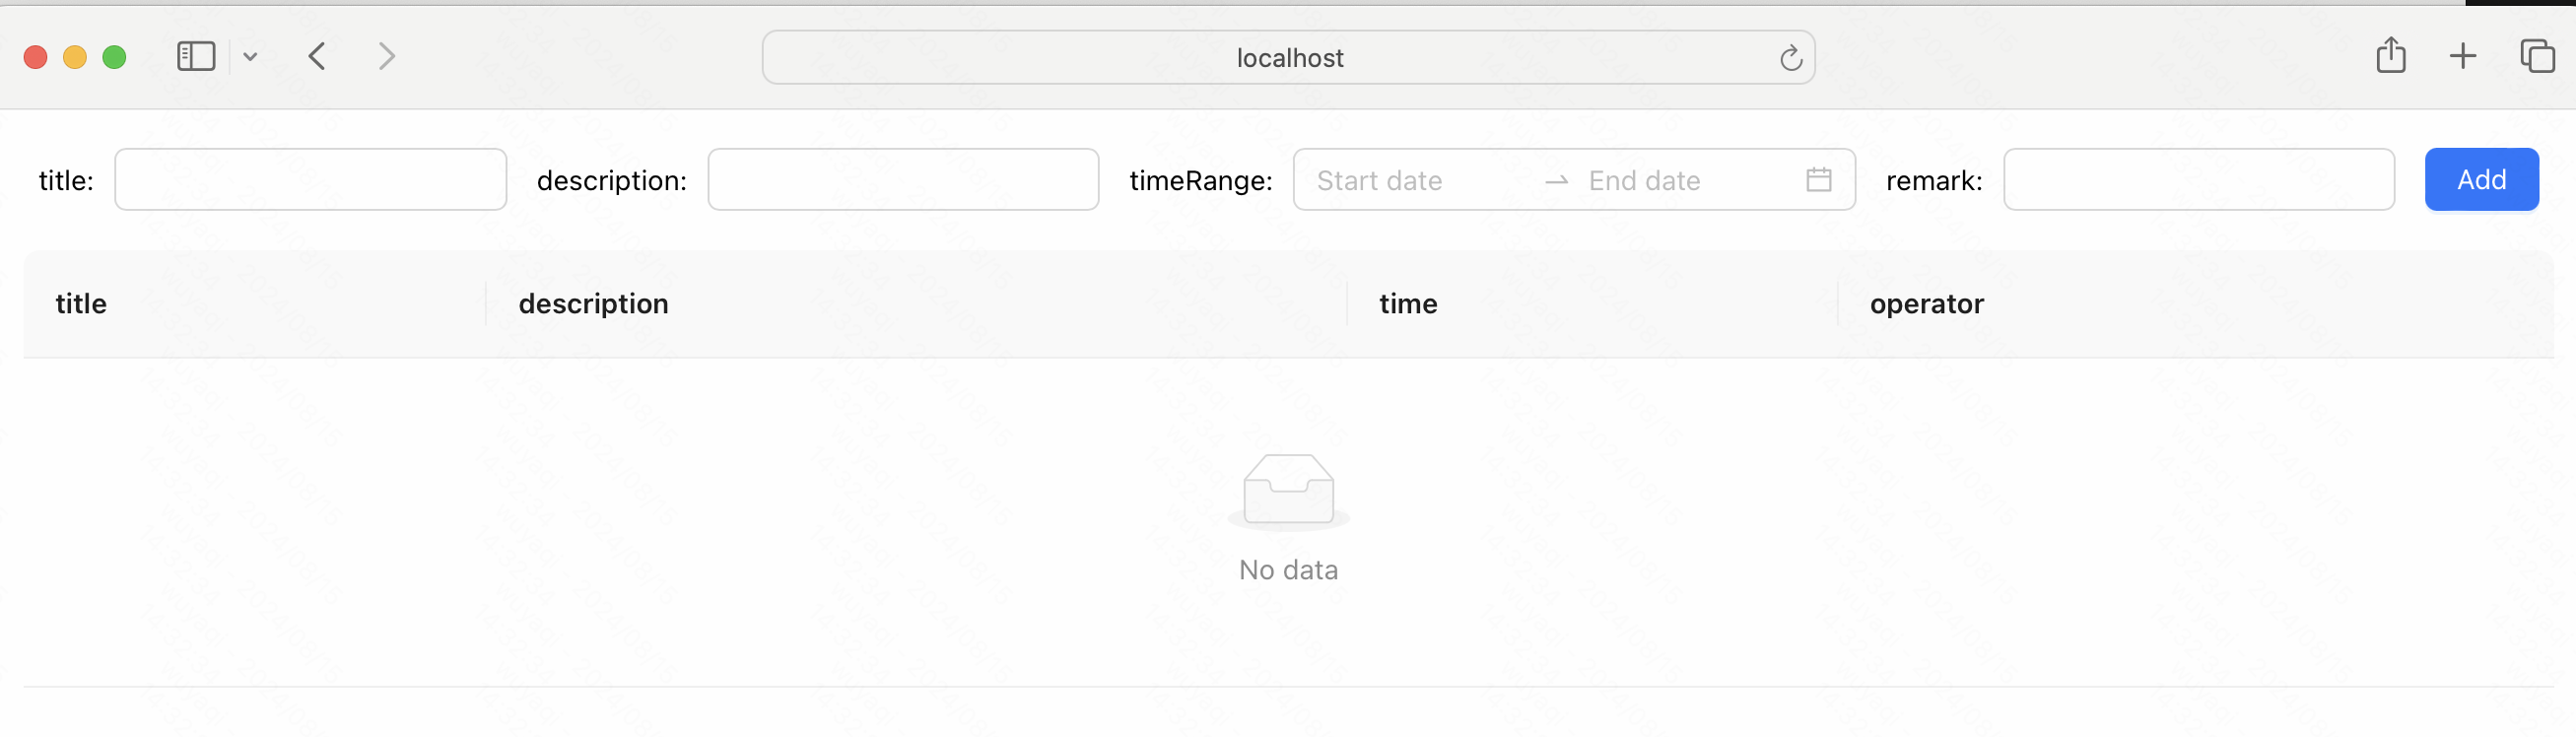 localhost
title: description: timeRange: Start date End date remark: Add
title description time operator
No data